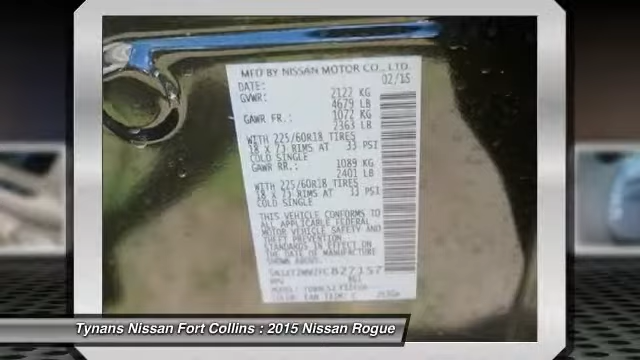 MFD BY NISSAN MOTOR CO., LTD.
DATE: 02/15
GVWR: 2122 KG
4679 LB
GAWR FR.: 1072 KG
2363 LB
WITH 225/60R18 TIRES
18 X 7J RIMS AT 33 PSI
COLD SINGLE
GAWR RR.: 1089 KG
2401 LB
WITH 225/60R18 TIRES
18 X 7J RIMS AT 33 PSI
COLD SINGLE
THIS VEHICLE CONFORMS TO
ALL APPLICABLE FEDERAL
MOTOR VEHICLE SAFETY AND
THEFT PREVENTION
STANDARDS IN EFFECT ON
THE DATE OF MANUFACTURE
SHOWN ABOVE.
Tynans Nissan Fort Collins : 2015 Nissan Rogue